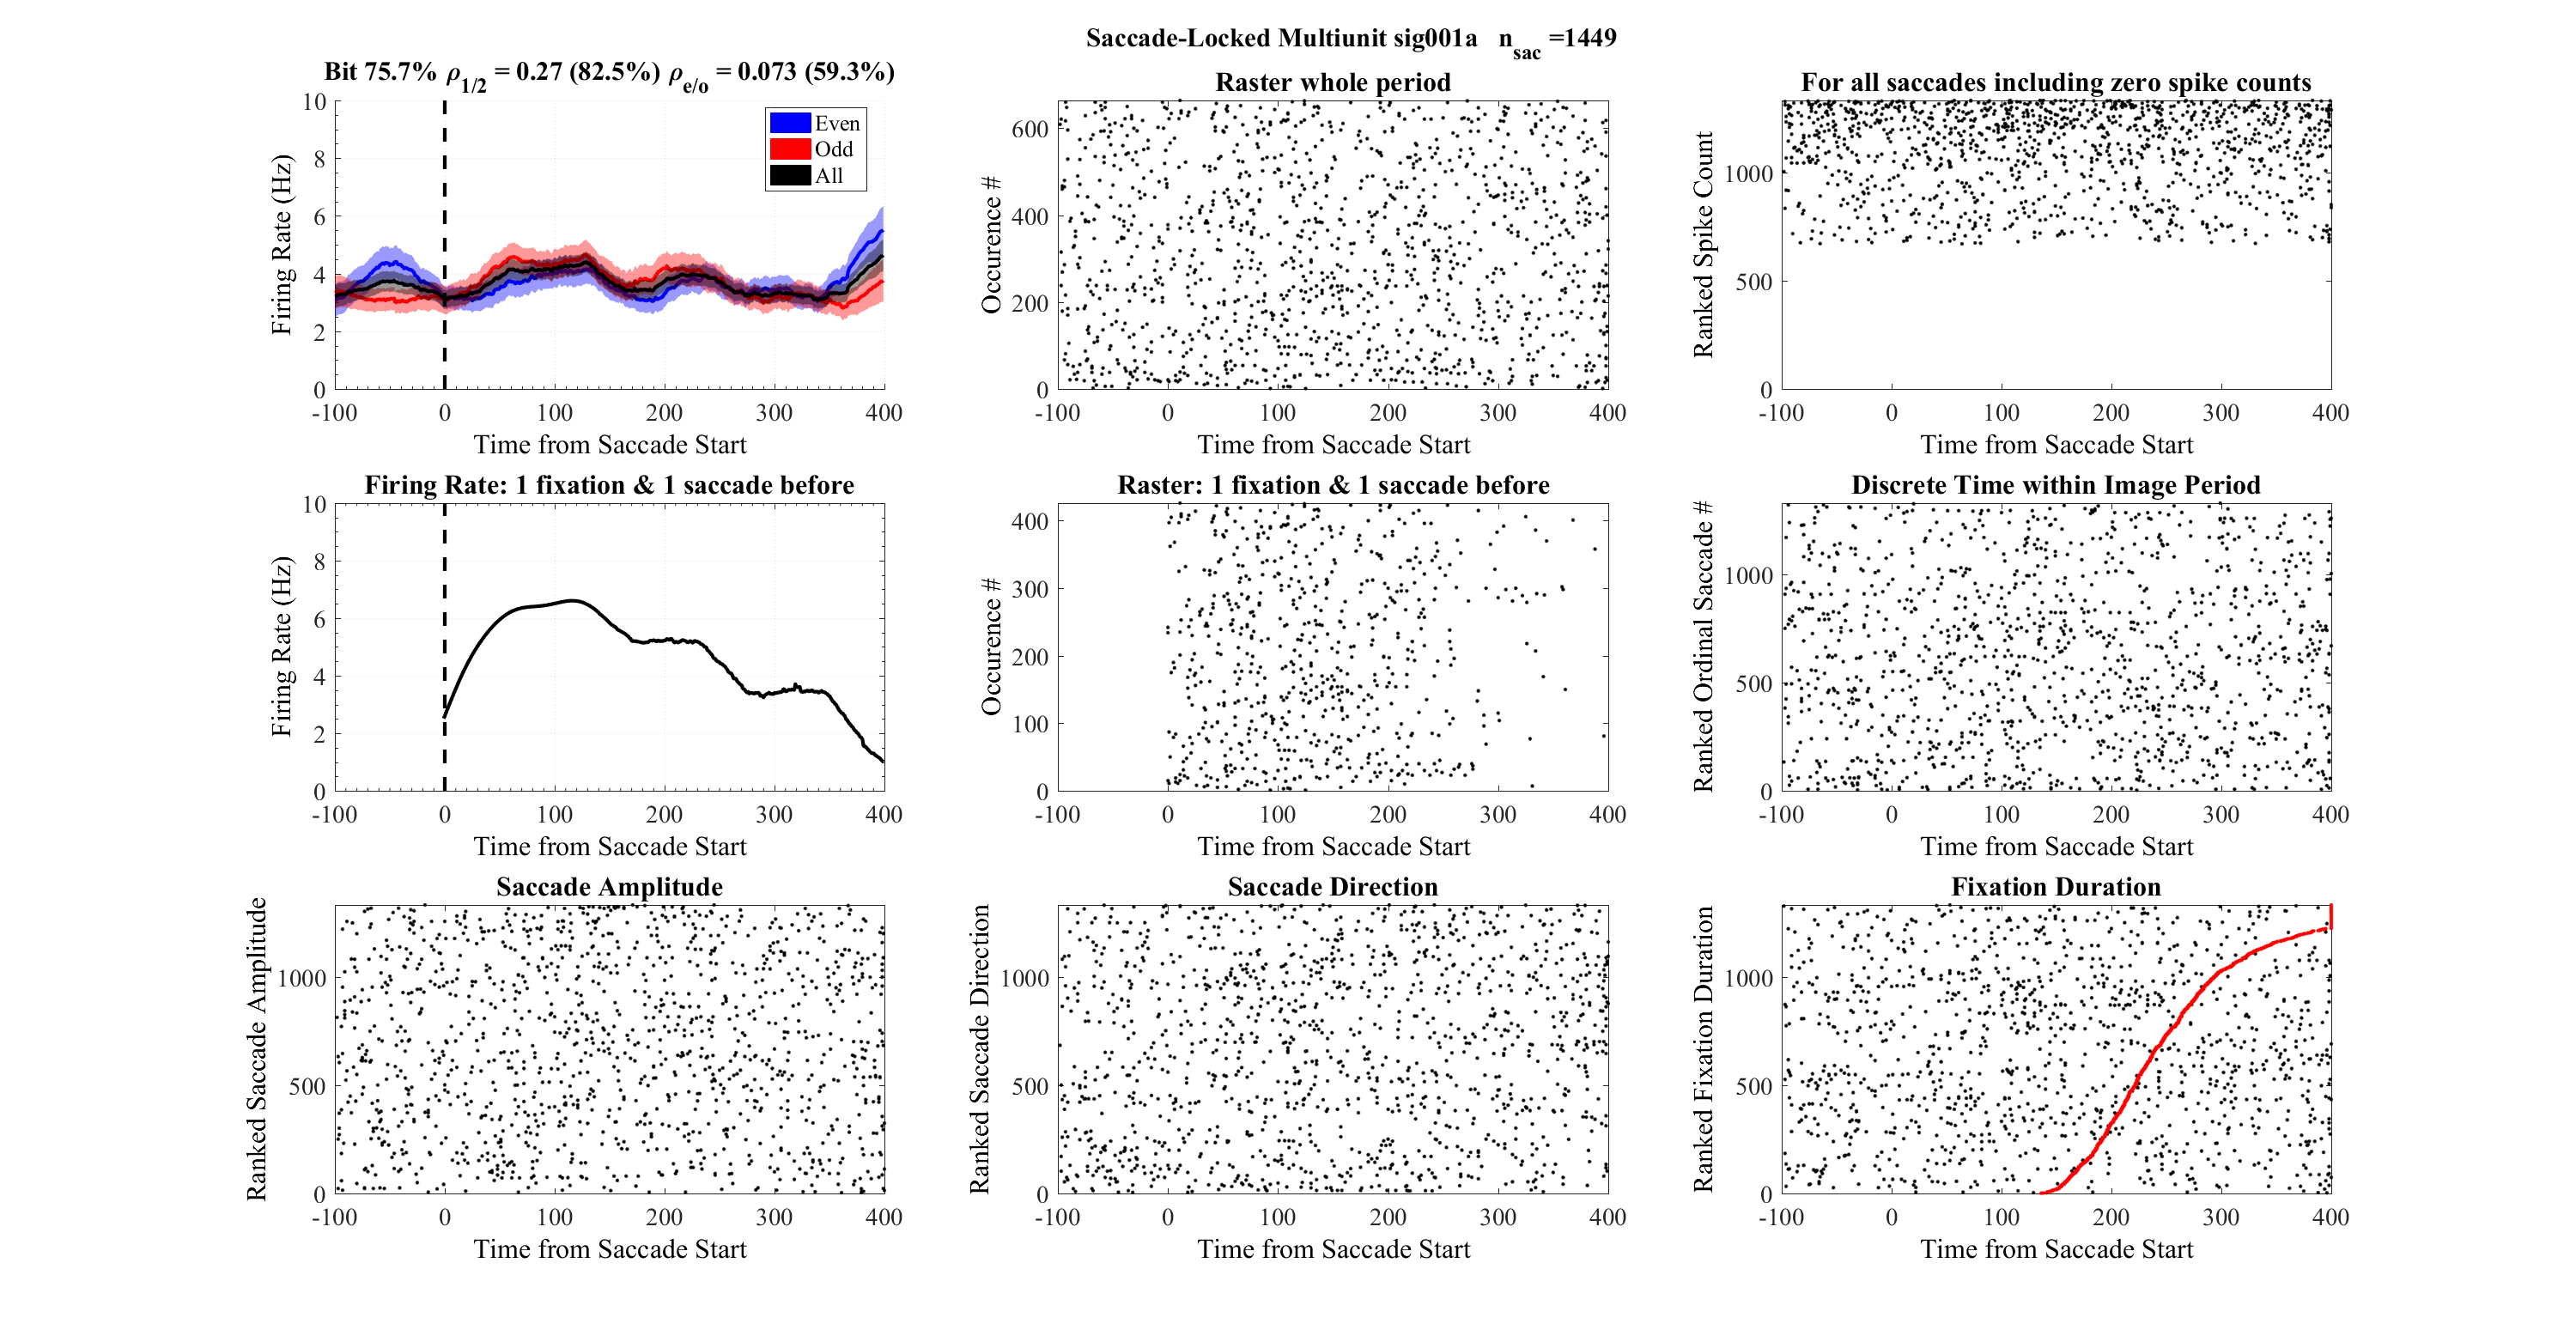 Saccade-Locked Multiunit sig001a n_sac =1449
Bit 75.7% ρ_1/2 = 0.27 (82.5%) ρ_e/o = 0.073 (59.3%)
Firing Rate (Hz)
10
8
6
4
2
0
-100 0 100 200 300 400
Time from Saccade Start
Even
Odd
All
Raster whole period
Occurence #
600
400
200
0
-100 0 100 200 300 400
Time from Saccade Start
For all saccades including zero spike counts
Ranked Spike Count
1000
500
0
-100 0 100 200 300 400
Time from Saccade Start
Firing Rate: 1 fixation & 1 saccade before
Firing Rate (Hz)
10
8
6
4
2
0
-100 0 100 200 300 400
Time from Saccade Start
Raster: 1 fixation & 1 saccade before
Occurence #
400
300
200
100
0
-100 0 100 200 300 400
Time from Saccade Start
Discrete Time within Image Period
Ranked Ordinal Saccade #
1000
500
0
-100 0 100 200 300 400
Time from Saccade Start
Saccade Amplitude
Ranked Saccade Amplitude
1000
500
0
-100 0 100 200 300 400
Time from Saccade Start
Saccade Direction
Ranked Saccade Direction
1000
500
0
-100 0 100 200 300 400
Time from Saccade Start
Fixation Duration
Ranked Fixation Duration
1000
500
0
-100 0 100 200 300 400
Time from Saccade Start